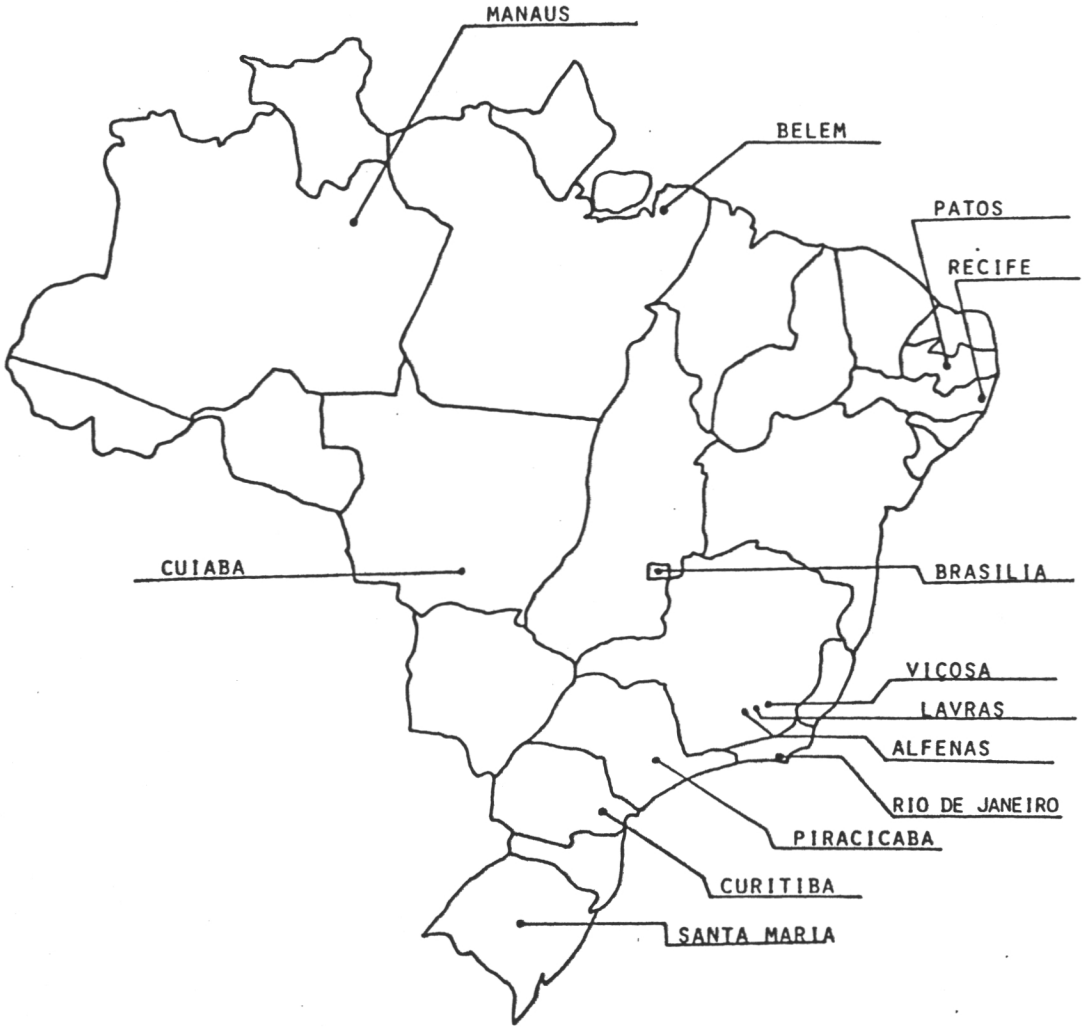 MANAUS
BELEM
PATOS
RECIFE
CUIABA
BRASILIA
VIÇOSA
LAVRAS
ALFENAS
RIO DE JANEIRO
PIRACICABA
CURITIBA
SANTA MARIA